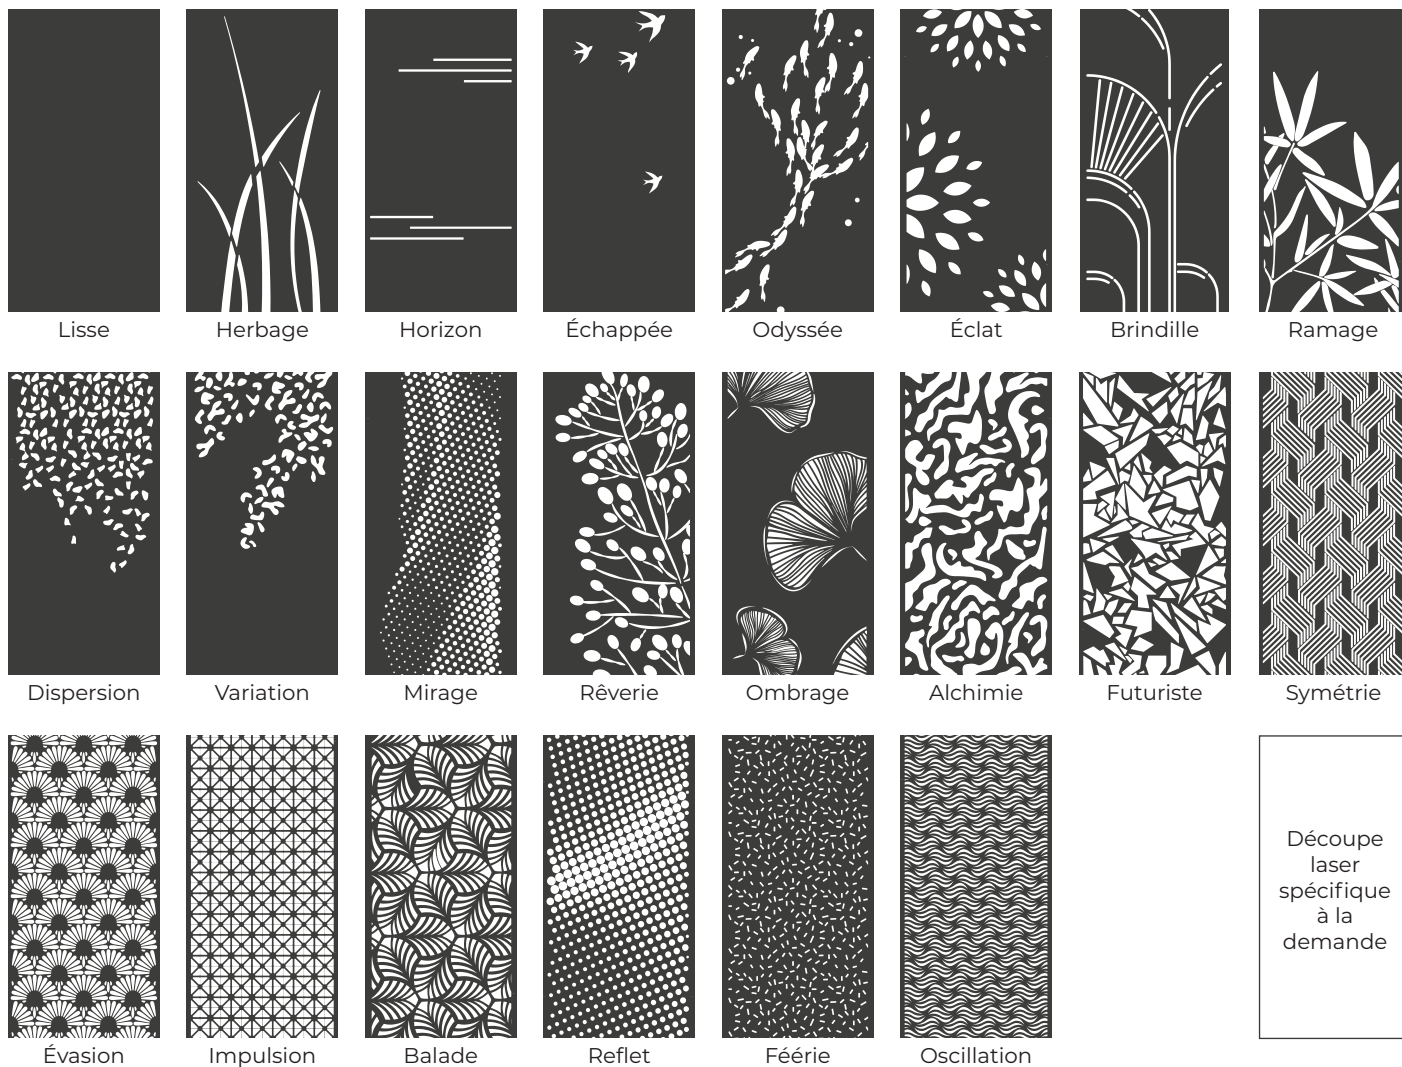 Lisse
Herbage
Horizon
Échappée
Odyssée
Éclat
Brindille
Ramage
Dispersion
Variation
Mirage
Rêverie
Ombrage
Alchimie
Futuriste
Symétrie
Évasion
Impulsion
Balade
Reflet
Féérie
Oscillation
Découpe
laser
spécifique
à la
demande